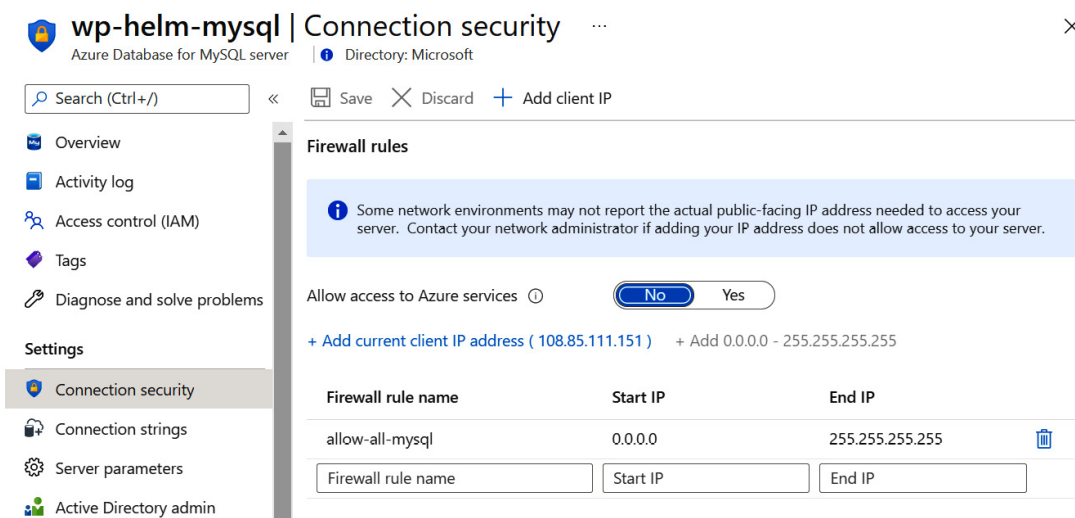 wp-helm-mysql | Connection security ...
Azure Database for MySQL server
Directory: Microsoft
Search (Ctrl+/)
«
Save
Discard
Add client IP
Overview
Activity log
Access control (IAM)
Tags
Diagnose and solve problems
Settings
Connection security
Connection strings
Server parameters
Active Directory admin
Firewall rules
Some network environments may not report the actual public-facing IP address needed to access your
server. Contact your network administrator if adding your IP address does not allow access to your server.
Allow access to Azure services
No
Yes
+ Add current client IP address ( 108.85.111.151 )
+ Add 0.0.0.0 - 255.255.255.255
Firewall rule name
Start IP
End IP
allow-all-mysql
0.0.0.0
255.255.255.255
Firewall rule name
Start IP
End IP